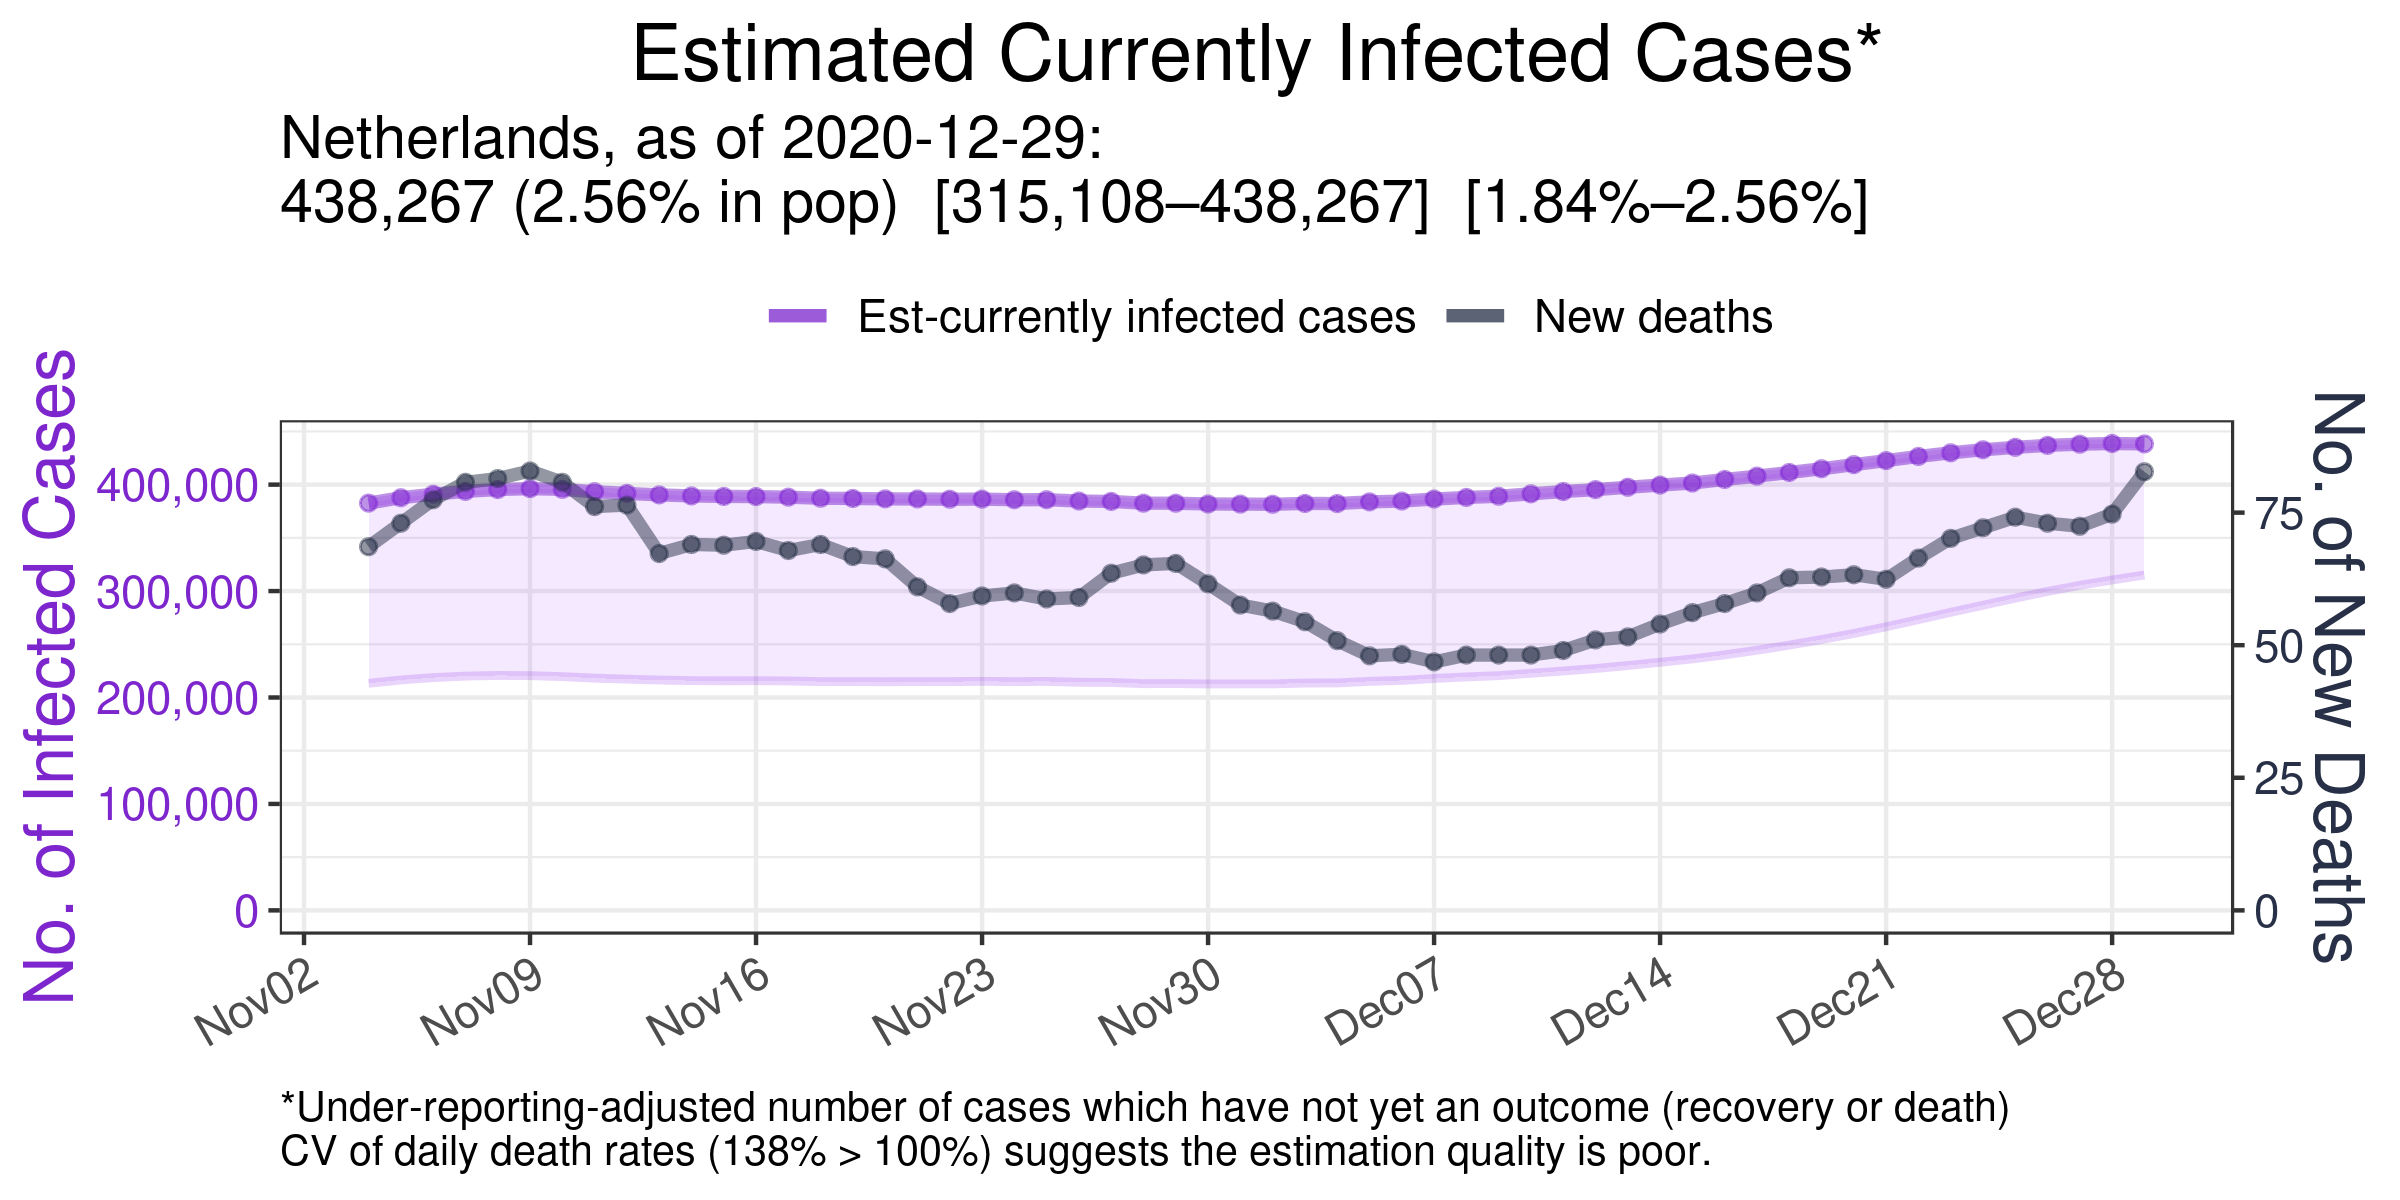 Estimated Currently Infected Cases*
Netherlands, as of 2020-12-29:
438,267 (2.56% in pop)  [315,108–438,267]  [1.84%–2.56%]
Est-currently infected cases
New deaths
No. of Infected Cases
400,000
300,000
200,000
100,000
0
No. of New Deaths
75
50
25
0
Nov02
Nov09
Nov16
Nov23
Nov30
Dec07
Dec14
Dec21
Dec28
*Under-reporting-adjusted number of cases which have not yet an outcome (recovery or death)
CV of daily death rates (138% > 100%) suggests the estimation quality is poor.